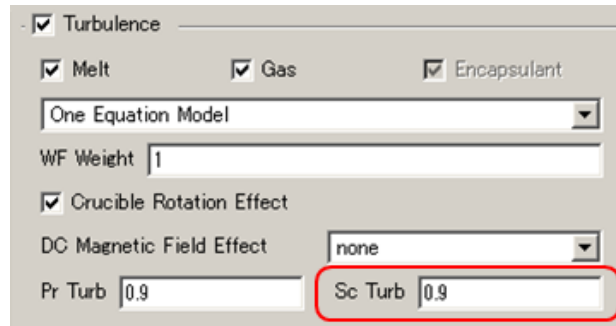 Turbulence
Melt Gas Encapsulant
One Equation Model
WF Weight 1
Crucible Rotation Effect
DC Magnetic Field Effect none
Pr Turb 0.9 Sc Turb 0.9